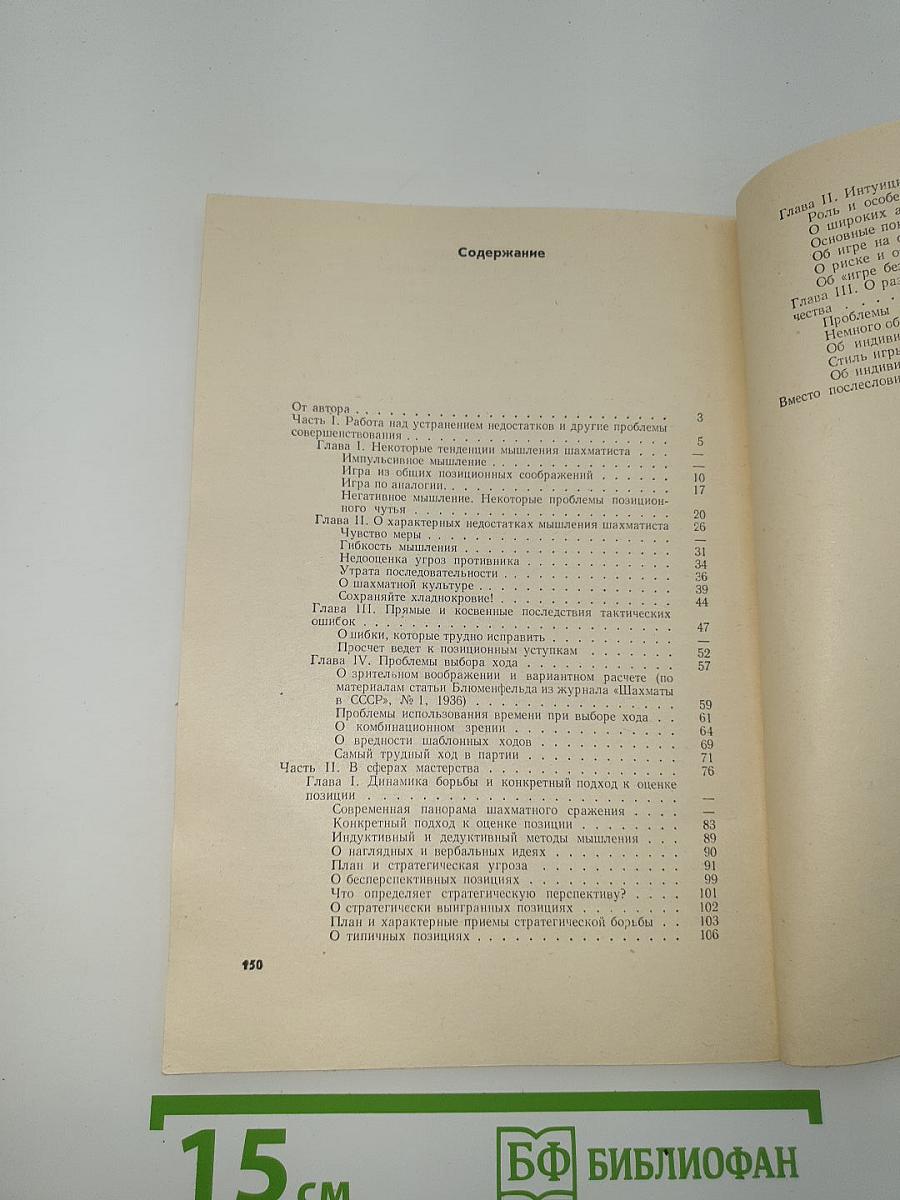 Содержание
От автора . . . . . . . . . . . . . . . . . . . . . . . . . . . 3
Часть I. Работа над устранением недостатков и другие проблемы
совершенствования . . . . . . . . . . . . . . . . . . . . . . . 5
Глава I. Некоторые тенденции мышления шахматиста . . . —
Импульсивное мышление . . . . . . . . . . . . . . . . —
Игра из общих позиционных соображений . . . . . . . 10
Игра по аналогии. . . . . . . . . . . . . . . . . . . . 17
Негативное мышление. Некоторые проблемы позицион-
ного чутья . . . . . . . . . . . . . . . . . . . . . . 20
Глава II. О характерных недостатках мышления шахматиста 26
Чувство меры . . . . . . . . . . . . . . . . . . . . . —
Гибкость мышления . . . . . . . . . . . . . . . . . . 31
Недооценка угроз противника . . . . . . . . . . . . . 34
Утрата последовательности . . . . . . . . . . . . . . 36
О шахматной культуре . . . . . . . . . . . . . . . . . 39
Сохраняйте хладнокровие! . . . . . . . . . . . . . . . 44
Глава III. Прямые и косвенные последствия тактических
ошибок . . . . . . . . . . . . . . . . . . . . . . . . . . 47
Ошибки, которые трудно исправить . . . . . . . . . . —
Просчет ведет к позиционным уступкам . . . . . . . 52
Глава IV. Проблемы выбора хода . . . . . . . . . . . . . 57
О зрительном воображении и вариантном расчете (по
материалам статьи Блюменфельда из журнала «Шахматы
в СССР», № 1, 1936) . . . . . . . . . . . . . . . . . 59
Проблемы использования времени при выборе хода . . 61
О комбинационном зрении . . . . . . . . . . . . . . . 64
О вредности шаблонных ходов . . . . . . . . . . . . 69
Самый трудный ход в партии . . . . . . . . . . . . . 71
Часть II. В сферах мастерства . . . . . . . . . . . . . . . . 76
Глава I. Динамика борьбы и конкретный подход к оценке
позиции . . . . . . . . . . . . . . . . . . . . . . . . . —
Современная панорама шахматного сражения . . . . —
Конкретный подход к оценке позиции . . . . . . . . . 83
Индуктивный и дедуктивный методы мышления . . . 89
О наглядных и вербальных идеях . . . . . . . . . . . 90
План и стратегическая угроза . . . . . . . . . . . . 91
О бесперспективных позициях . . . . . . . . . . . . . 99
Что определяет стратегическую перспективу? . . . . 101
О стратегически выигранных позициях . . . . . . . . 102
План и характерные приемы стратегической борьбы . . 103
О типичных позициях . . . . . . . . . . . . . . . . . 106
150
Глава II.
Роль и
О широких
Основные
Об игре на
О риске и
Об «игре
Глава III. О
чества . . . .
Проблемы
Немного
Об
Стиль игры
Об
Вместо
15 см
БФ БИБЛИОФАН